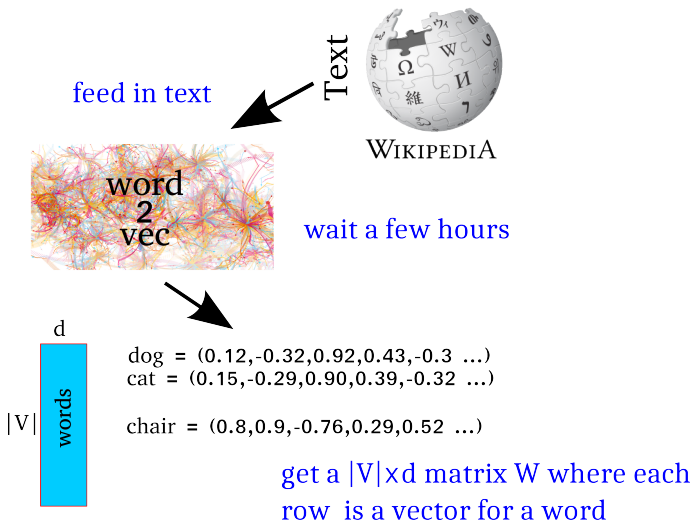 Text
Ω
W
維
И
WIKIPEDIA
feed in text
word
2
vec
wait a few hours
d
|V|
words
dog = (0.12,-0.32,0.92,0.43,-0.3 ...)
cat = (0.15,-0.29,0.90,0.39,-0.32 ...)
chair = (0.8,0.9,-0.76,0.29,0.52 ...)
get a |V|xd matrix W where each
row is a vector for a word